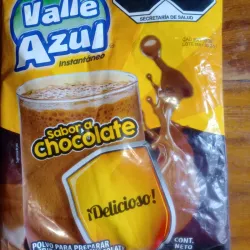 Valle
Azul
instantáneo
SECRETARÍA DE SALUD
Sabor a
chocolate
¡Delicioso!
POLVO PARA PREPARAR
CONT.
NETO